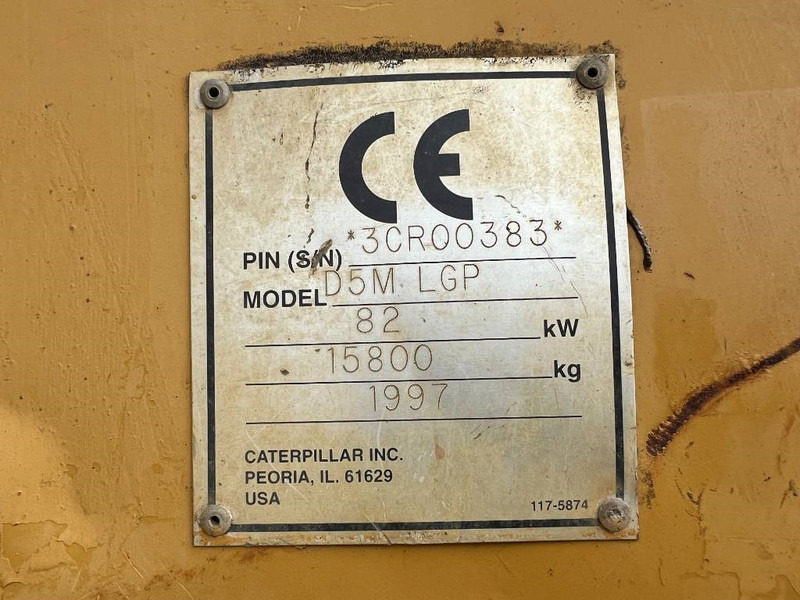 CE
PIN (S/N) *3CR00383*
MODEL D5M LGP
82 kW
15800 kg
1997
CATERPILLAR INC.
PEORIA, IL. 61629
USA
117-5874